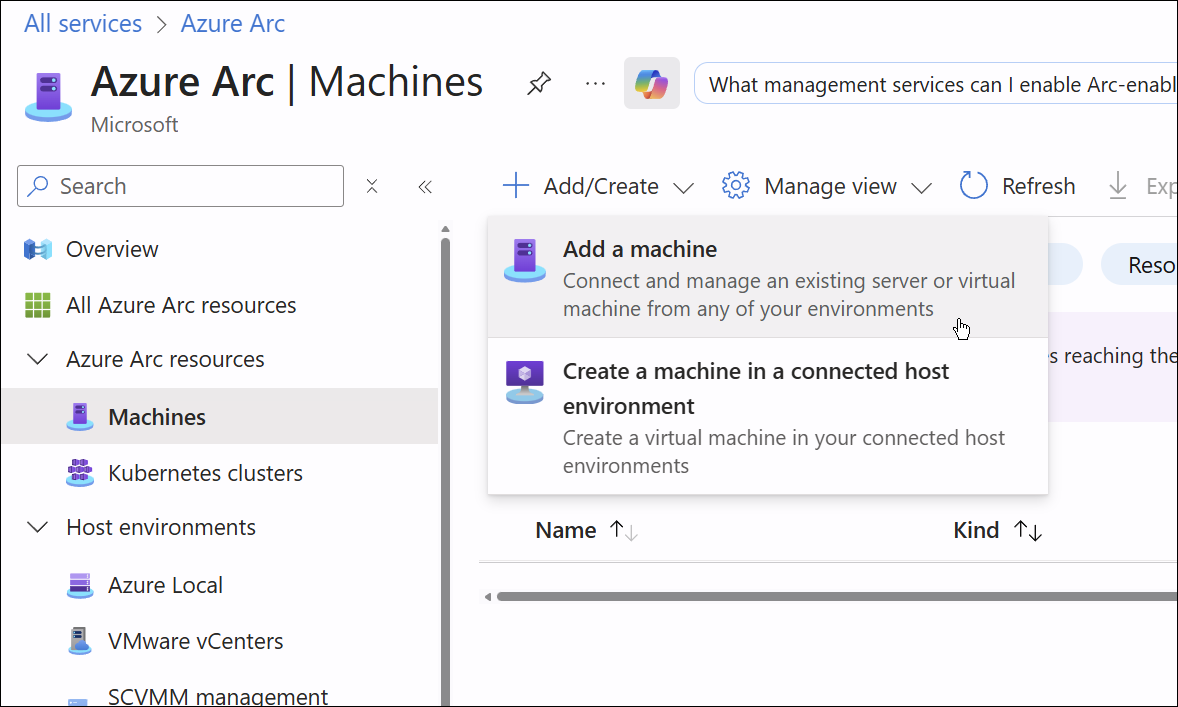 All services > Azure Arc
Azure Arc | Machines
Microsoft
What management services can I enable Arc-enabl
Search
Add/Create
Manage view
Refresh
Exp
Overview
All Azure Arc resources
Azure Arc resources
Machines
Kubernetes clusters
Host environments
Azure Local
VMware vCenters
SCVMM management
Add a machine
Connect and manage an existing server or virtual
machine from any of your environments
Create a machine in a connected host
environment
Create a virtual machine in your connected host
environments
Reso
s reaching the
Name
Kind